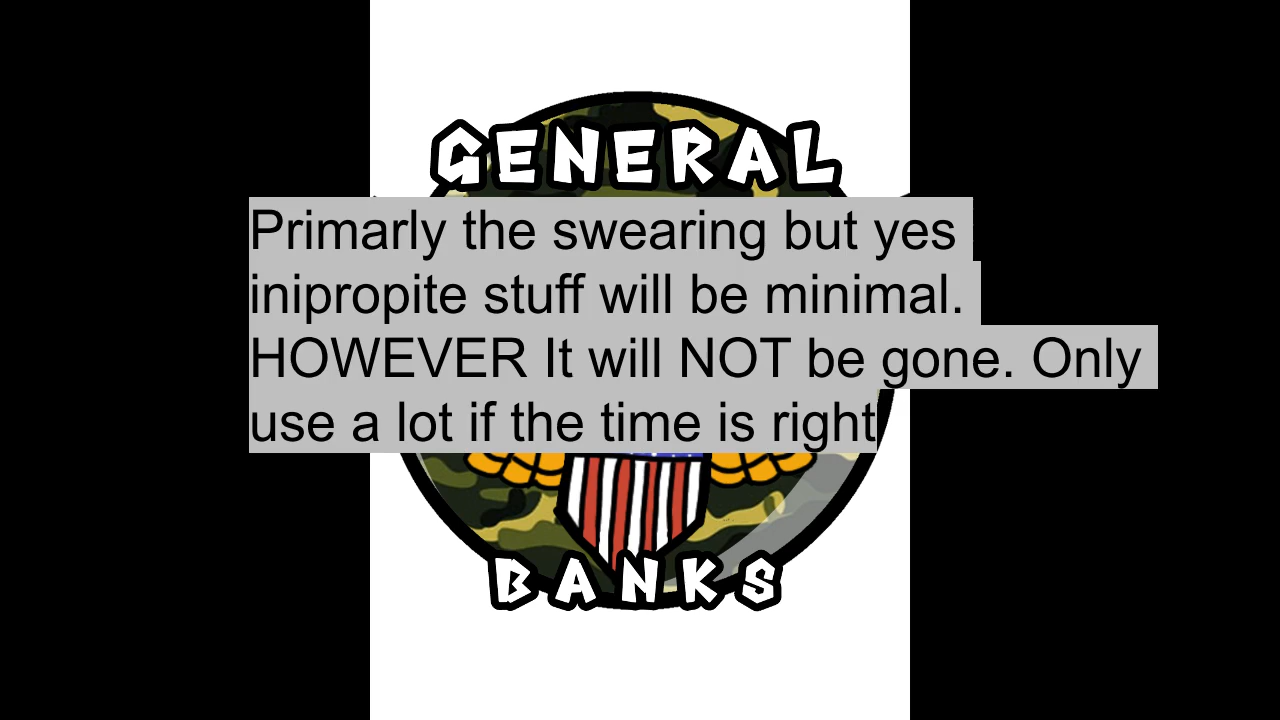 GENERAL
Primarly the swearing but yes
inipropite stuff will be minimal.
HOWEVER It will NOT be gone. Only
use a lot if the time is right
BANKS